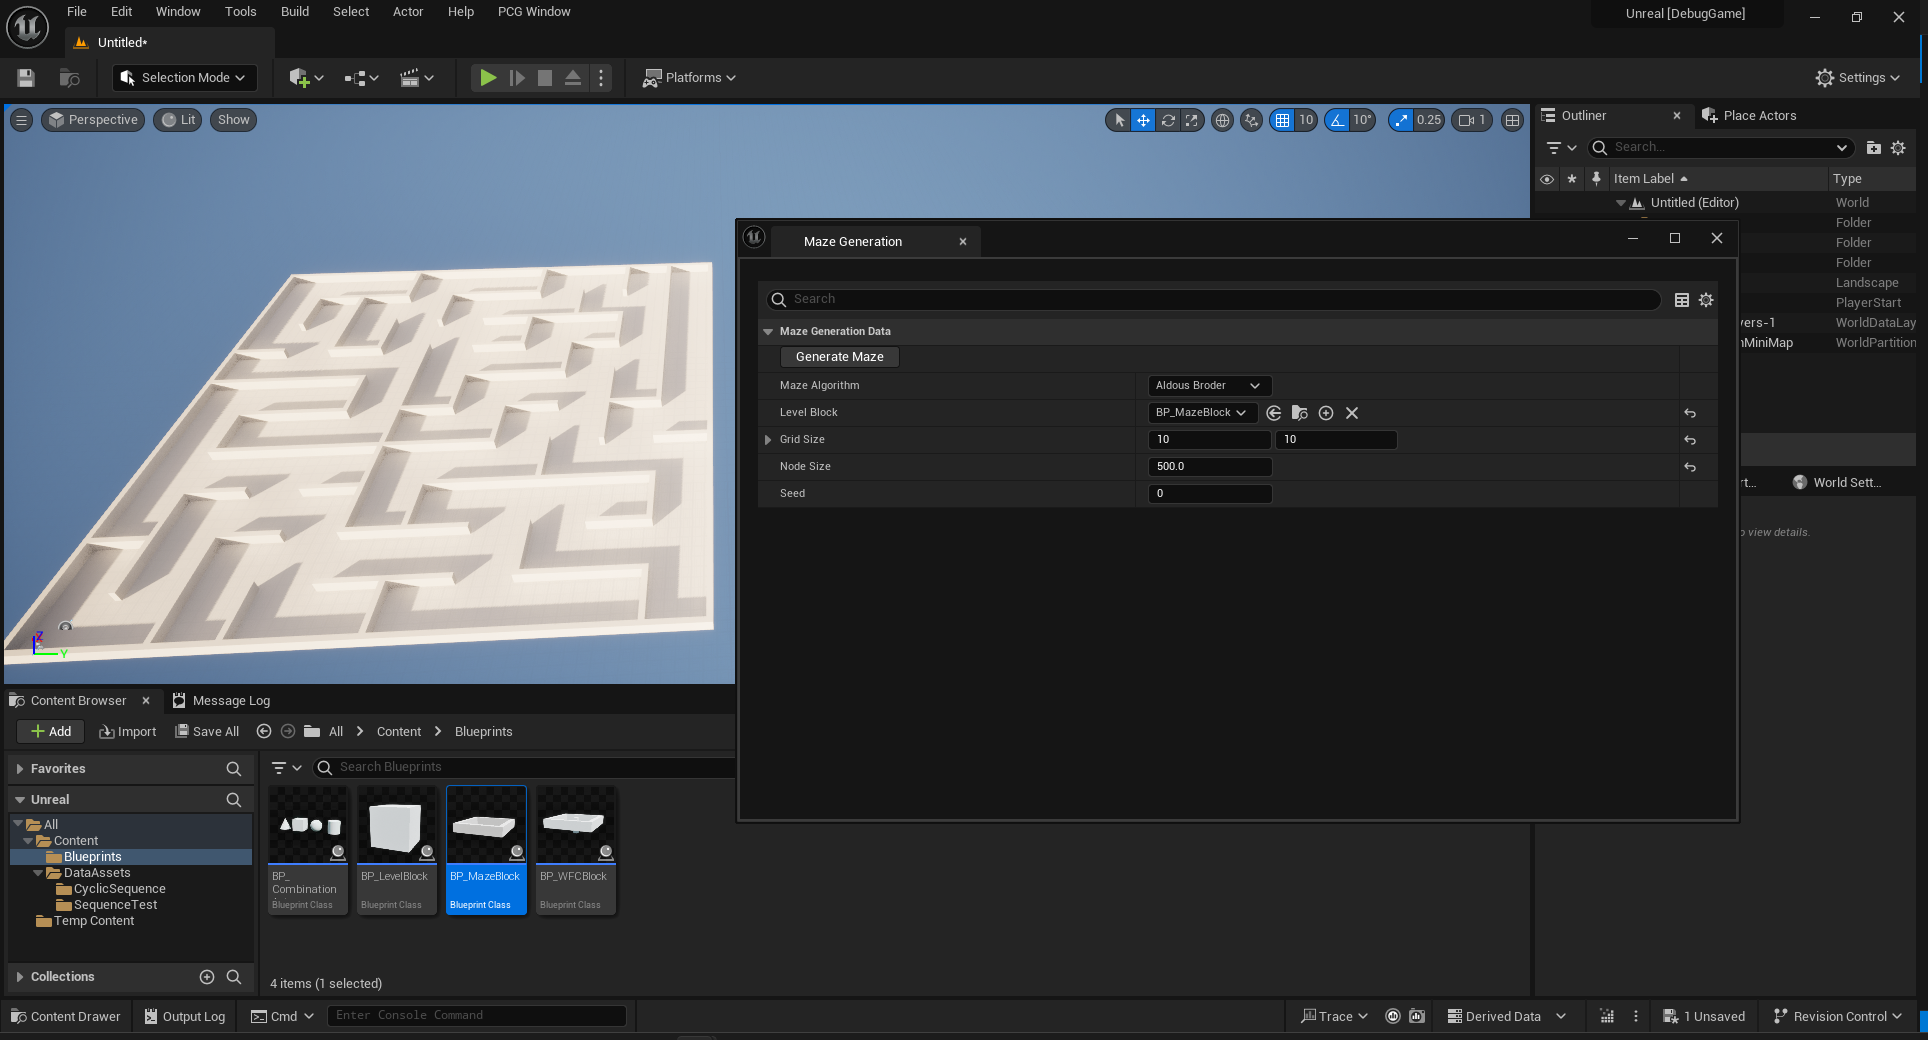 File Edit Window Tools Build Select Actor Help PCG Window
Unreal [DebugGame]
Untitled*
Selection Mode
Platforms
Settings
Perspective
Lit
Show
10
10°
0.25
1
Outliner
Place Actors
Search...
Item Label
Type
Untitled (Editor)
World
Folder
Folder
Folder
Landscape
PlayerStart
vers-1
WorldDataLay
MiniMap
WorldPartition
Maze Generation
Search
Maze Generation Data
Generate Maze
Maze Algorithm
Aldous Broder
Level Block
BP_MazeBlock
Grid Size
10
10
Node Size
500.0
Seed
0
rt...
World Sett...
view details.
Z
Y
Content Browser
Message Log
Add
Import
Save All
All
Content
Blueprints
Favorites
Search Blueprints
Unreal
All
Content
Blueprints
DataAssets
CyclicSequence
SequenceTest
Temp Content
BP_
Combination
Blueprint Class
BP_LevelBlock
Blueprint Class
BP_MazeBlock
Blueprint Class
BP_WFCBlock
Blueprint Class
Collections
4 items (1 selected)
Content Drawer
Output Log
Cmd
Enter Console Command
Trace
Derived Data
1 Unsaved
Revision Control